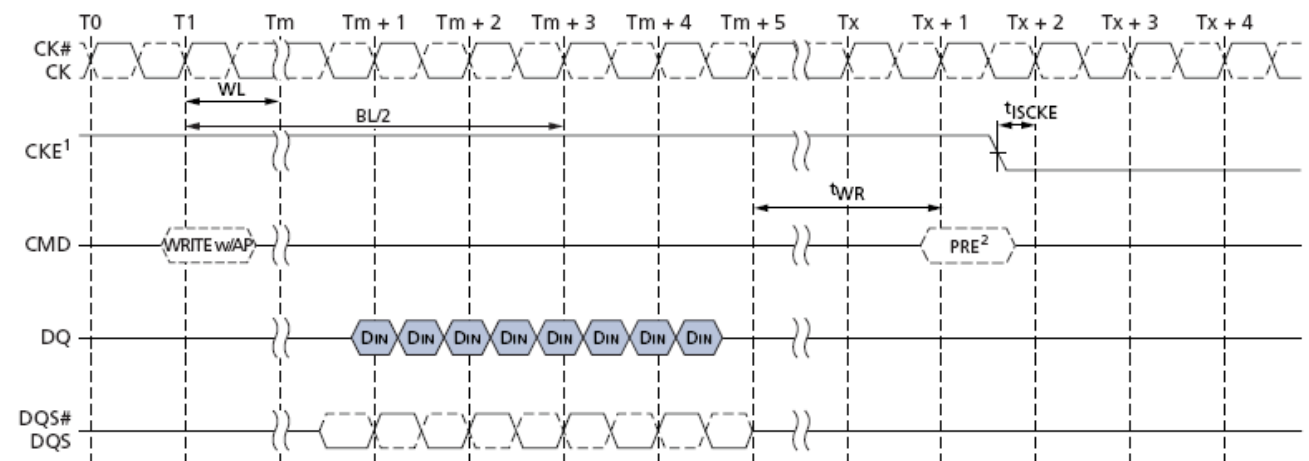 T0 T1 Tm Tm + 1 Tm + 2 Tm + 3 Tm + 4 Tm + 5 Tx Tx + 1 Tx + 2 Tx + 3 Tx + 4
CK#
CK
WL
BL/2
tISCKE
CKE1
tWR
CMD WRITE w/AP PRE2
DQ DIN DIN DIN DIN DIN DIN DIN DIN
DQS#
DQS